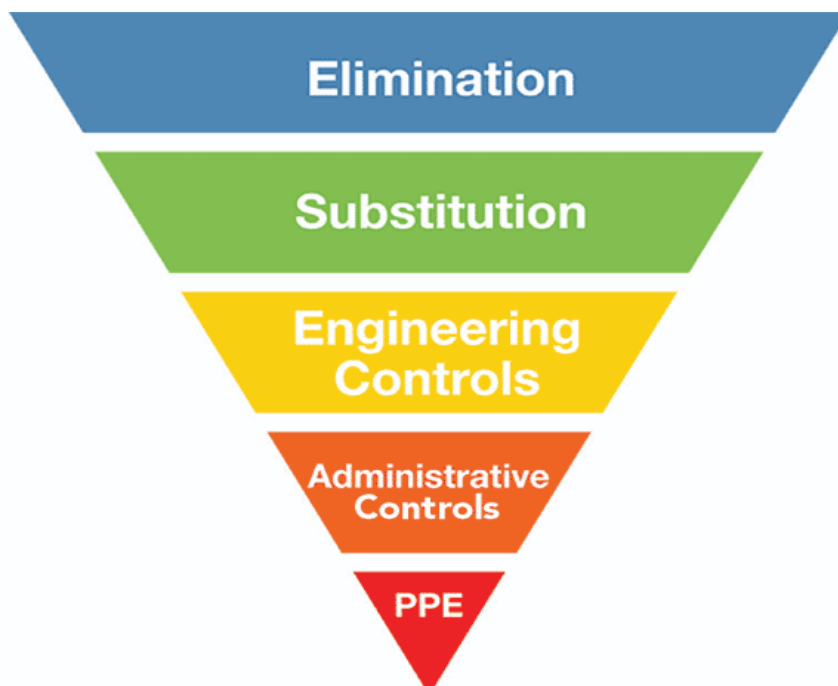 Elimination
Substitution
Engineering
Controls
Administrative
Controls
PPE